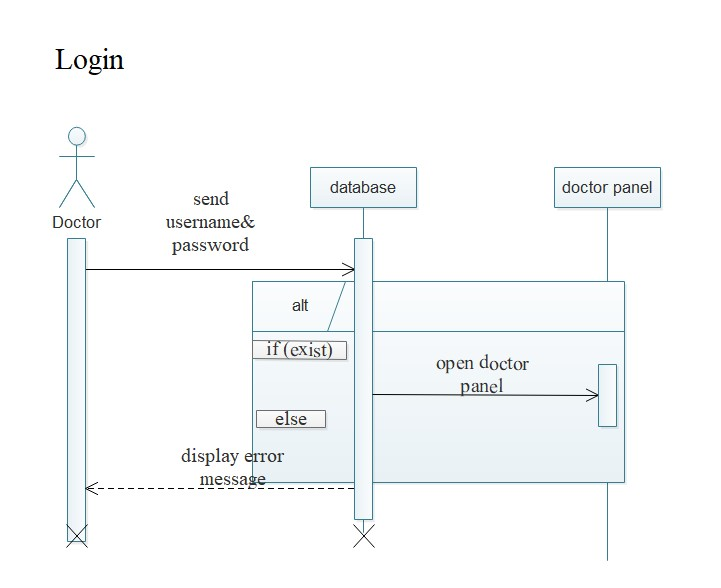 Login
Doctor
send
username&
password
database
doctor panel
alt
if (exist)
open doctor
panel
else
display error
message